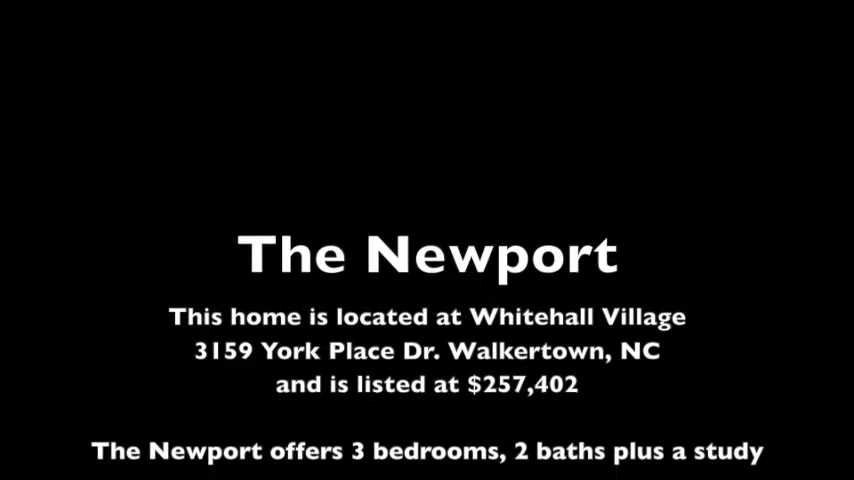 The Newport
This home is located at Whitehall Village
3159 York Place Dr. Walkertown, NC
and is listed at $257,402
The Newport offers 3 bedrooms, 2 baths plus a study